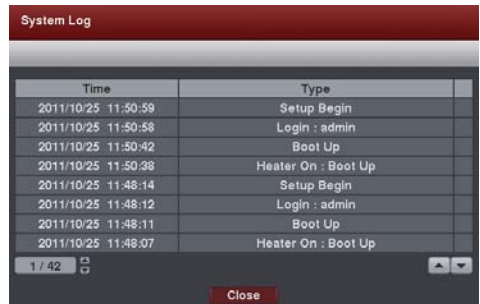 System Log
Time Type
2011/10/25 11:50:59 Setup Begin
2011/10/25 11:50:58 Login : admin
2011/10/25 11:50:42 Boot Up
2011/10/25 11:50:38 Heater On : Boot Up
2011/10/25 11:48:14 Setup Begin
2011/10/25 11:48:12 Login : admin
2011/10/25 11:48:11 Boot Up
2011/10/25 11:48:07 Heater On : Boot Up
1 / 42
Close